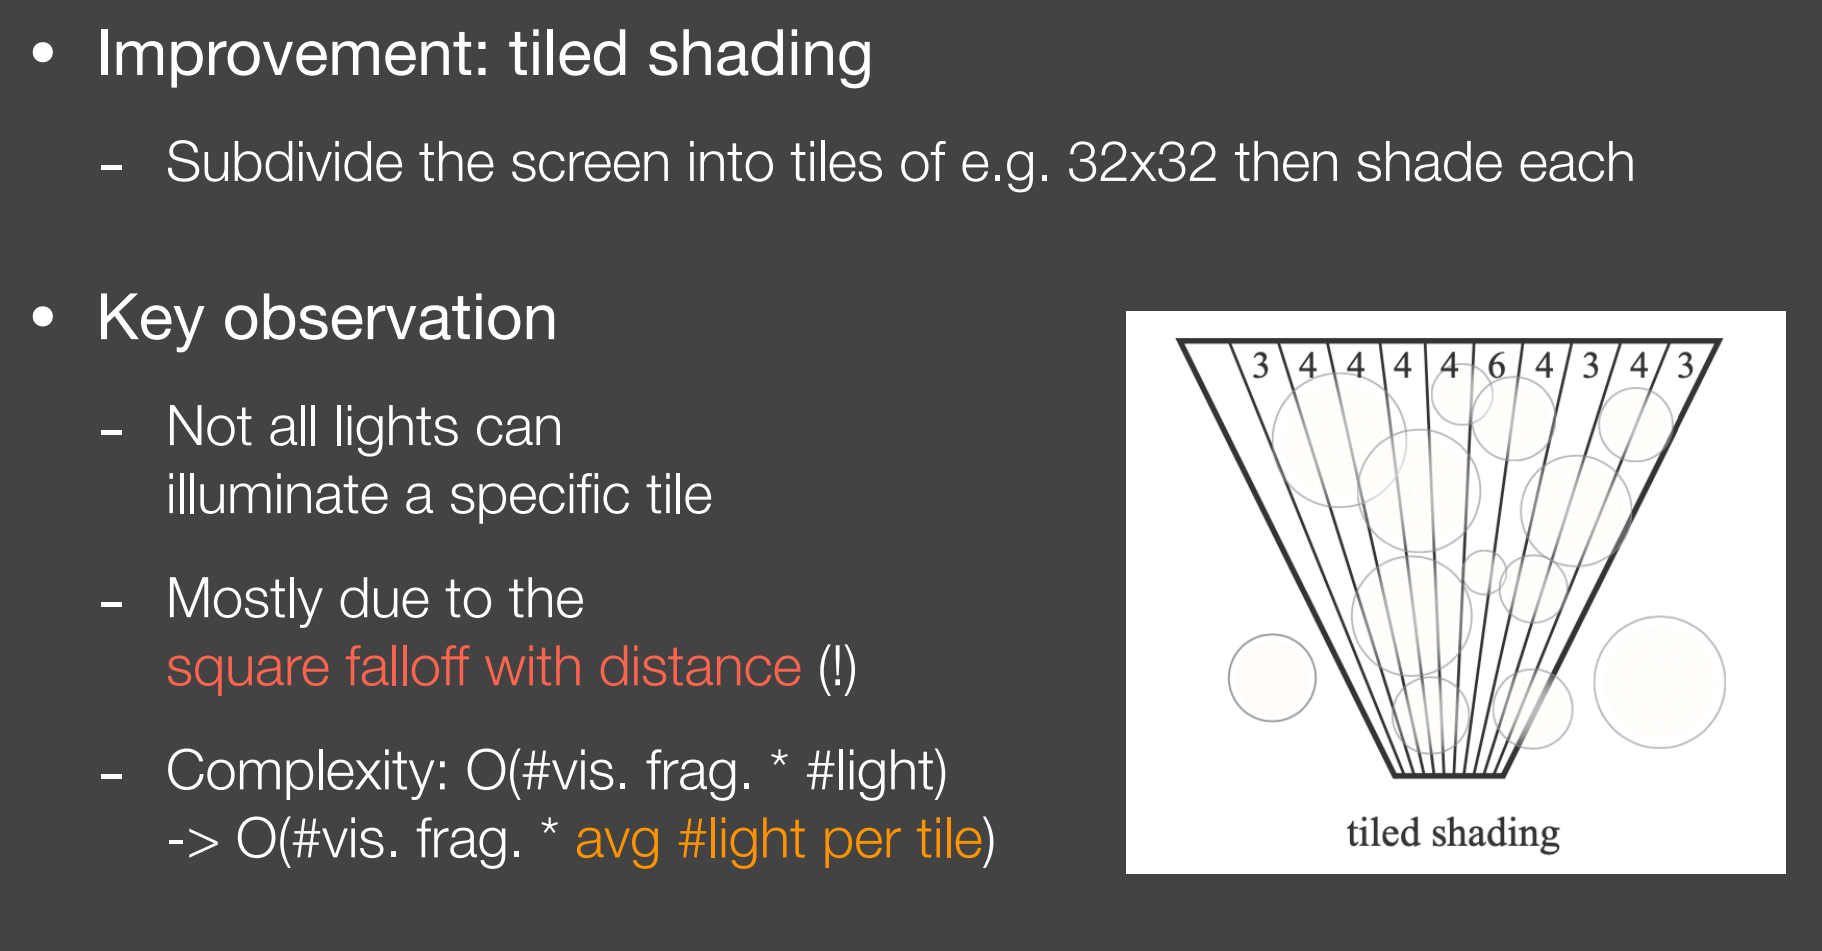 • Improvement: tiled shading
- Subdivide the screen into tiles of e.g. 32x32 then shade each
• Key observation
- Not all lights can
illuminate a specific tile
- Mostly due to the
square falloff with distance (!)
- Complexity: O(#vis. frag. * #light)
-> O(#vis. frag. * avg #light per tile)
3 4 4 4 4 6 4 3 4 3
tiled shading